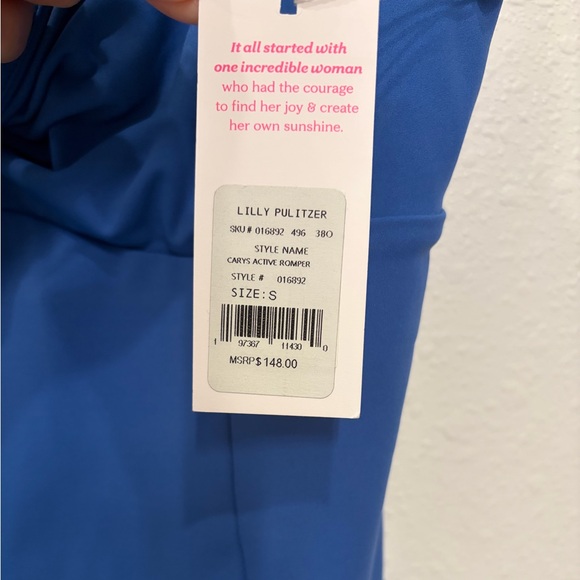 It all started with
one incredible woman
who had the courage
to find her joy & create
her own sunshine.
LILLY PULITZER
SKU# 016892 496 380
STYLE NAME
CARYS ACTIVE ROMPER
STYLE # 016892
SIZE: S
1 97367 11430 0
MSRP$ 148.00